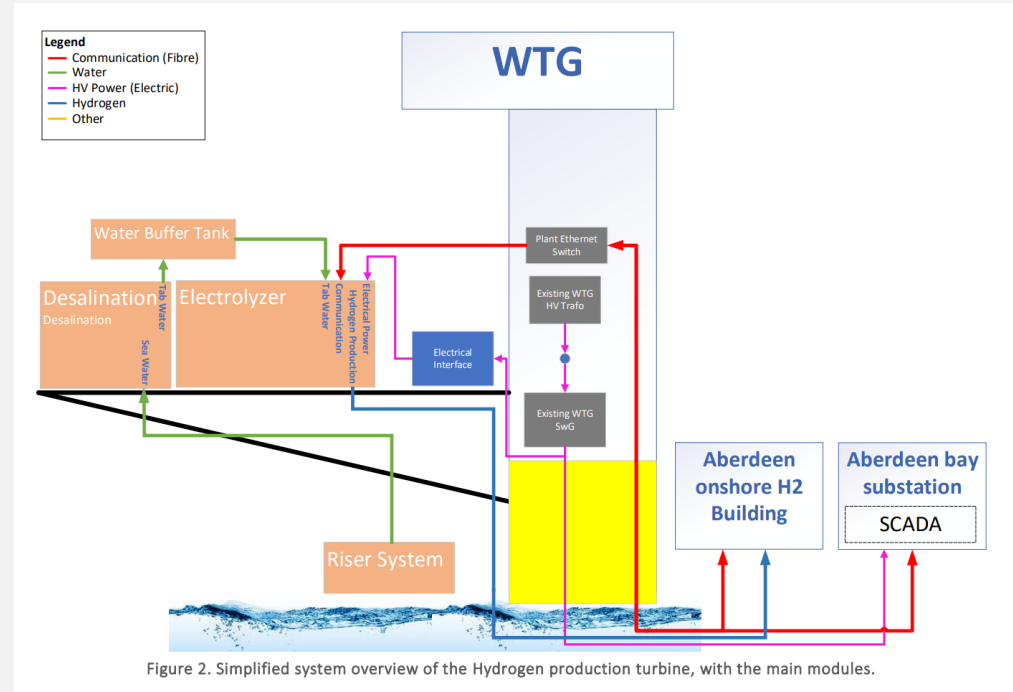 Legend
Communication (Fibre)
Water
HV Power (Electric)
Hydrogen
Other
WTG
Water Buffer Tank
Plant Ethernet
Switch
Desalination
Desalination
Tab Water
Sea Water
Electrolyzer
Tab Water
Communication
Hydrogen Production
Electrical Power
Existing WTG
HV Trafo
Electrical
Interface
Existing WTG
SwG
Riser System
Aberdeen
onshore H2
Building
Aberdeen bay
substation
SCADA
Figure 2. Simplified system overview of the Hydrogen production turbine, with the main modules.